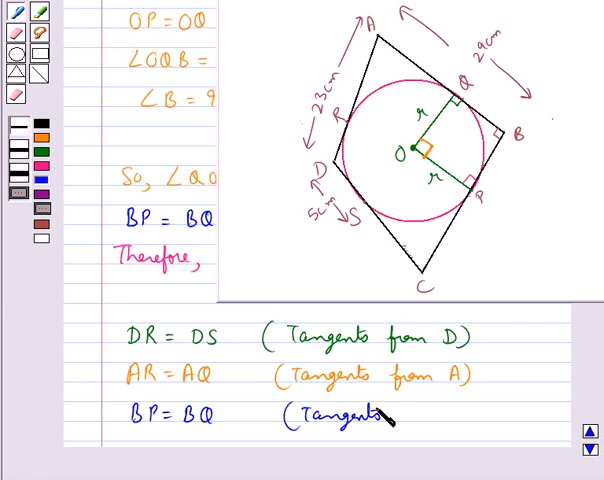 OP = OQ
∠OQB =
∠B = 9
So, ∠QO
BP = BQ
Therefore,
A
29cm
23cm
Q
r
R
B
O
D
r
P
5cm
S
C
DR = DS (Tangents from D)
AR = AQ (Tangents from A)
BP = BQ (Tangents